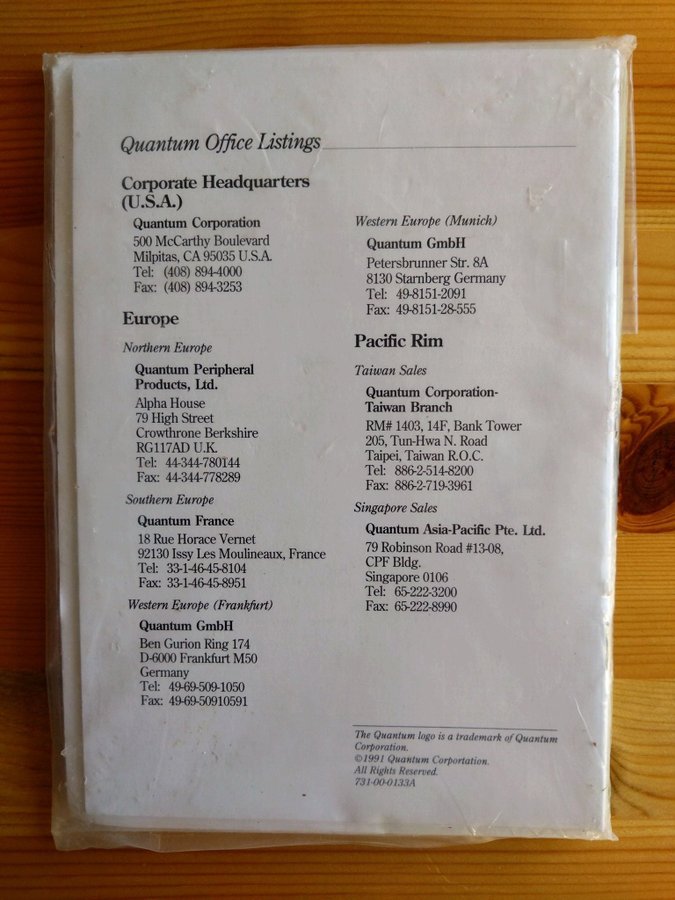 Quantum Office Listings
Corporate Headquarters
(U.S.A.)
Quantum Corporation
500 McCarthy Boulevard
Milpitas, CA 95035 U.S.A.
Tel: (408) 894-4000
Fax: (408) 894-3253
Europe
Northern Europe
Quantum Peripheral
Products, Ltd.
Alpha House
79 High Street
Crowthrone Berkshire
RG117AD U.K.
Tel: 44-344-780144
Fax: 44-344-778289
Southern Europe
Quantum France
18 Rue Horace Vernet
92130 Issy Les Moulineaux, France
Tel: 33-1-46-45-8104
Fax: 33-1-46-45-8951
Western Europe (Frankfurt)
Quantum GmbH
Ben Gurion Ring 174
D-6000 Frankfurt M50
Germany
Tel: 49-69-509-1050
Fax: 49-69-50910591
Western Europe (Munich)
Quantum GmbH
Petersbrunner Str. 8A
8130 Starnberg Germany
Tel: 49-8151-2091
Fax: 49-8151-28-555
Pacific Rim
Taiwan Sales
Quantum Corporation-
Taiwan Branch
RM# 1403, 14F, Bank Tower
205, Tun-Hwa N. Road
Taipei, Taiwan R.O.C.
Tel: 886-2-514-8200
Fax: 886-2-719-3961
Singapore Sales
Quantum Asia-Pacific Pte. Ltd.
79 Robinson Road #13-08,
CPF Bldg.
Singapore 0106
Tel: 65-222-3200
Fax: 65-222-8990
The Quantum logo is a trademark of Quantum
Corporation.
©1991 Quantum Corportation.
All Rights Reserved.
731-00-0133A